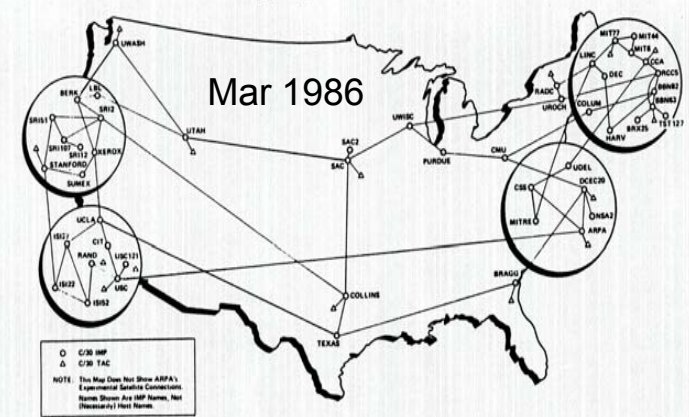 Mar 1986
UWASH
BERK
LBL
SRI2
SRI51
SRI107
SRI12
XEROX
STANFORD
SUMEX
UTAH
SAC2
SAC
UWISC
PURDUE
CMU
RADC
UROCH
COLUM
LINC
MIT77
MIT44
MIT6
CCA
DEC
RCC5
BBN82
BBN63
HARV
BRX25
TST127
UDEL
CSS
DCEC20
MITRE
NSA2
ARPA
BRAGG
UCLA
ISI27
CIT
RAND
USC121
USC
ISI22
ISI52
COLLINS
TEXAS
C/30 IMP
C/30 TAC
NOTE: This Map Does Not Show ARPA's
Experimental Satellite Connections.
Names Shown Are IMP Names, Not
(Necessarily) Host Names.